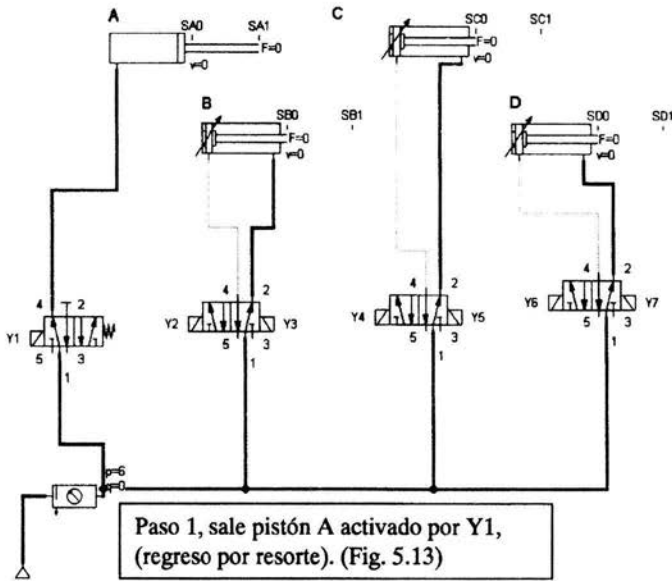 A
SA0 SA1
F=0
v=0
C
SC0 SC1
F=0
v=0
B
SB0 SB1
F=0
v=0
D
SD0 SD1
F=0
v=0
4 2
Y1
5 3
1
4 2
Y2 Y3
5 3
1
4 2
Y4 Y5
5 3
1
4 2
Y6 Y7
5 3
1
p=6
q=0
Paso 1, sale pistón A activado por Y1,
(regreso por resorte). (Fig. 5.13)